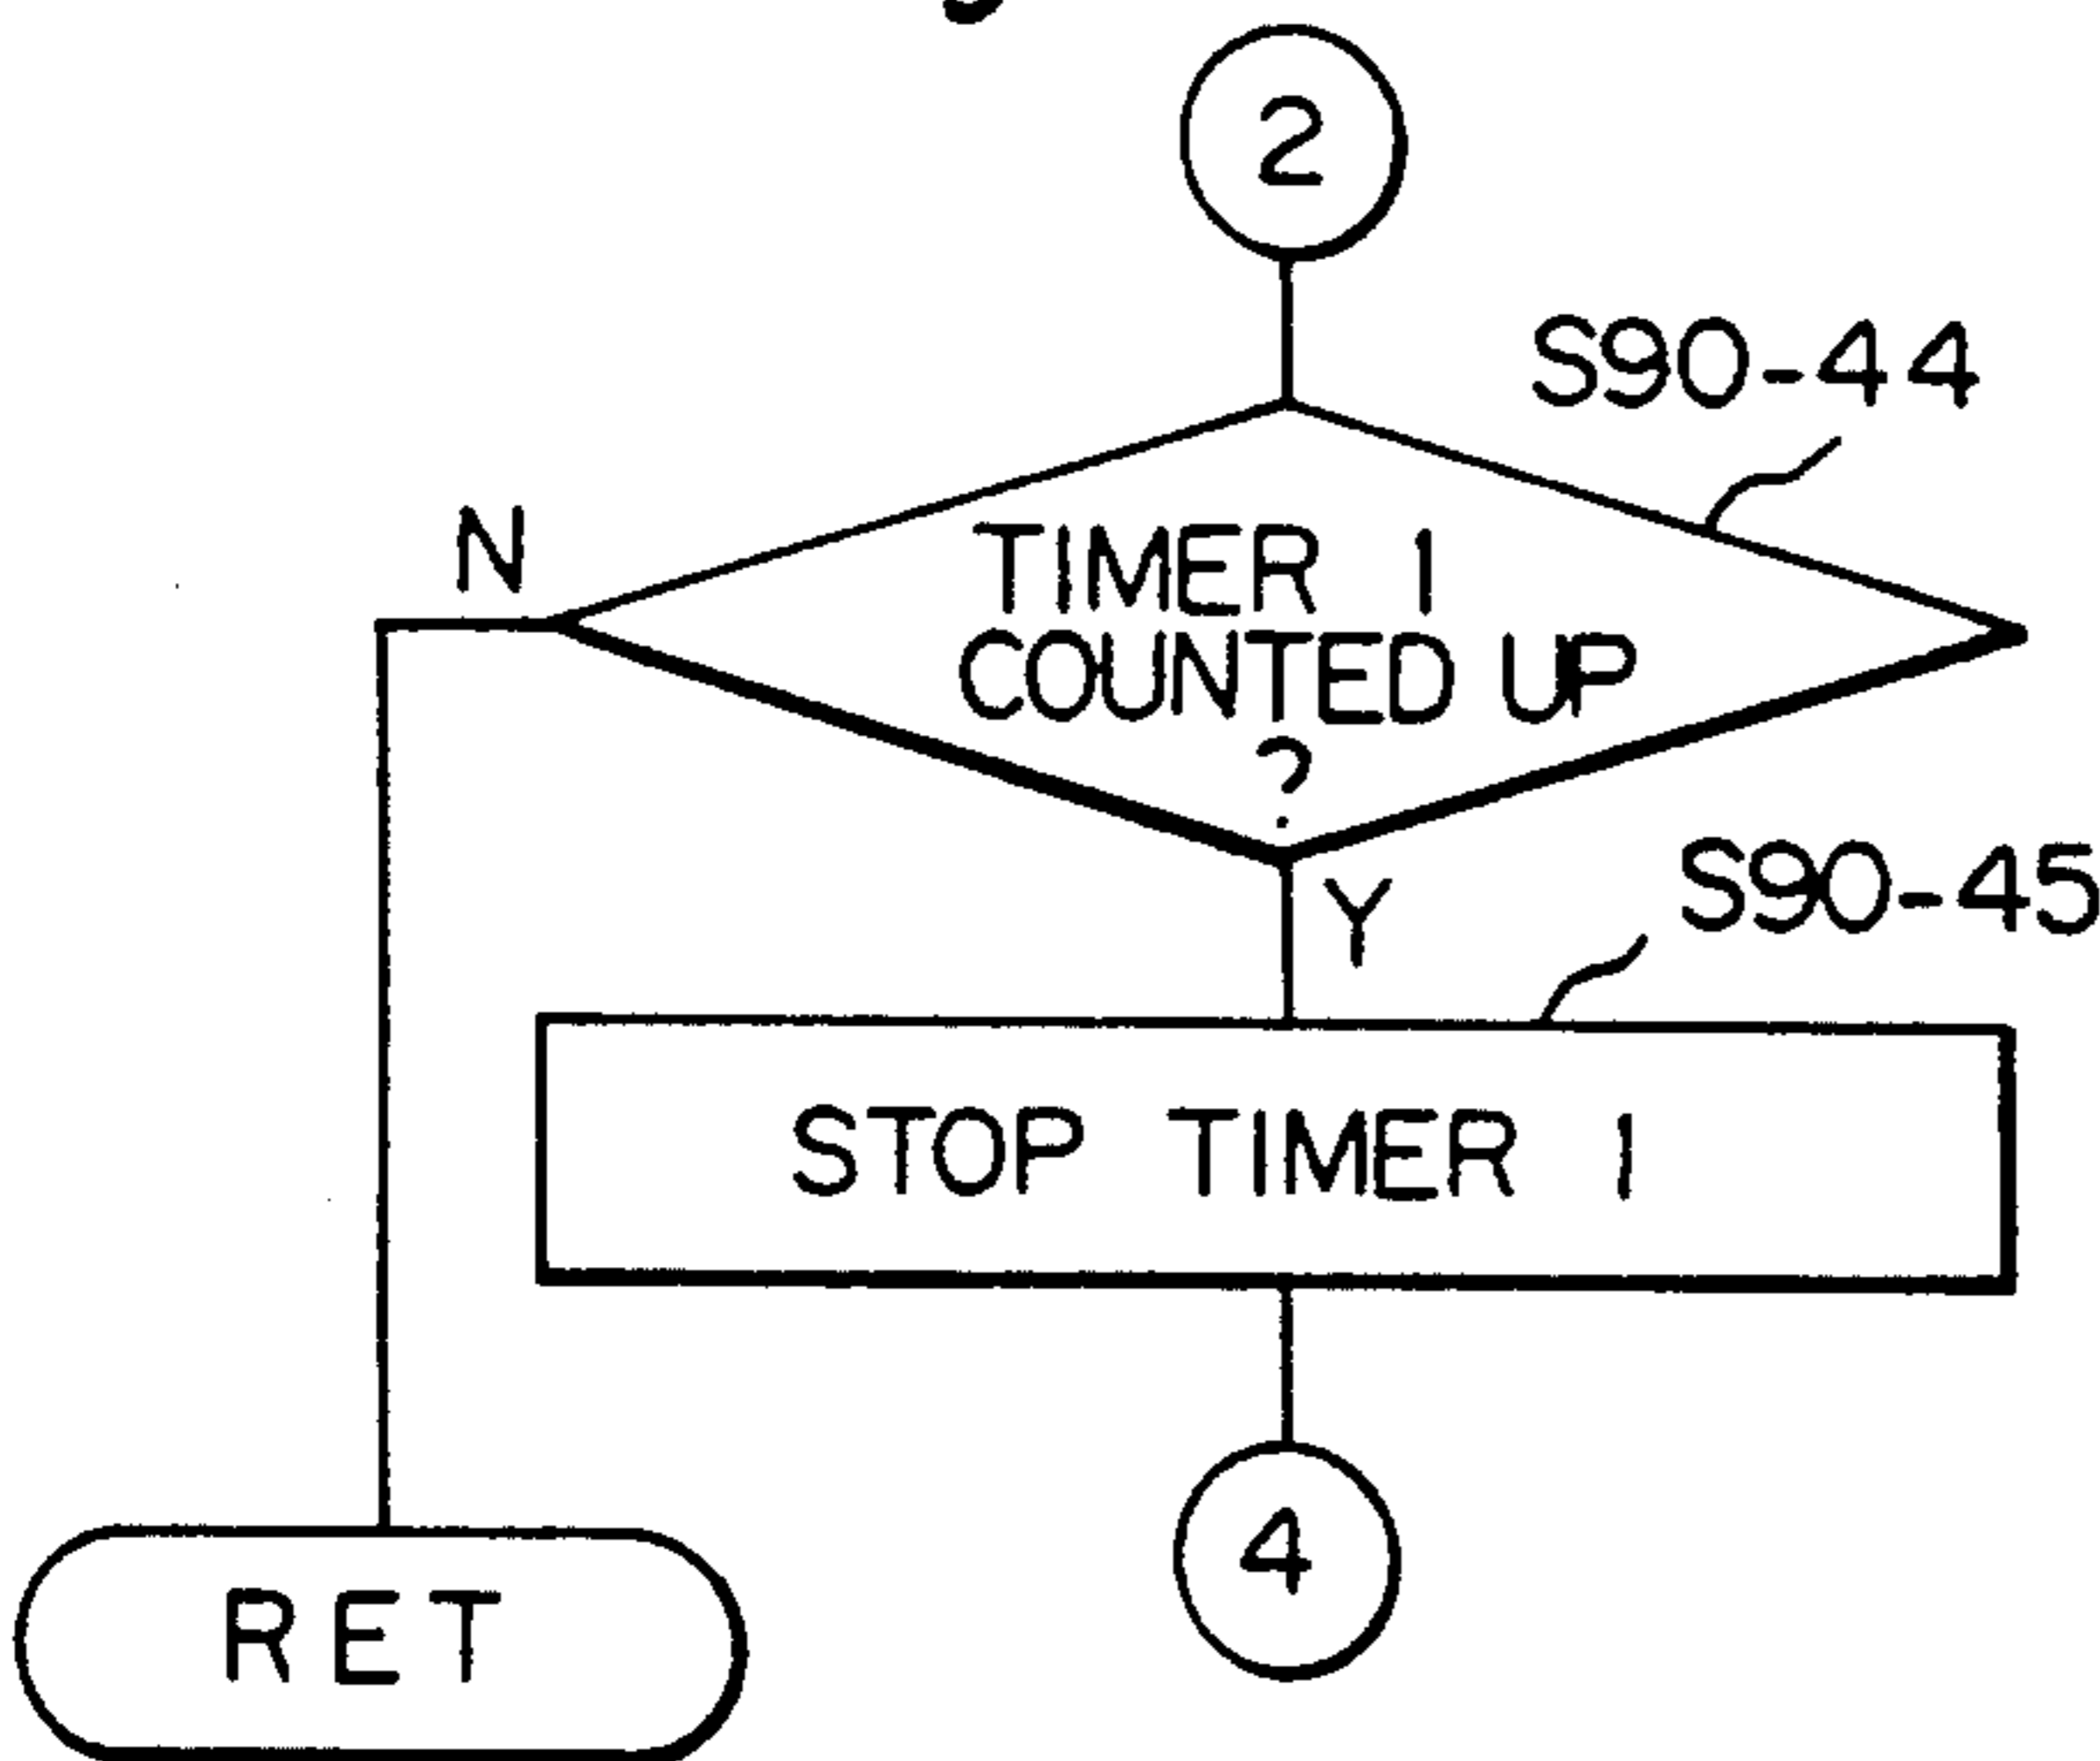 2
S90-44
N
TIMER 1
COUNTED UP
?
Y
S90-45
STOP TIMER 1
4
RET